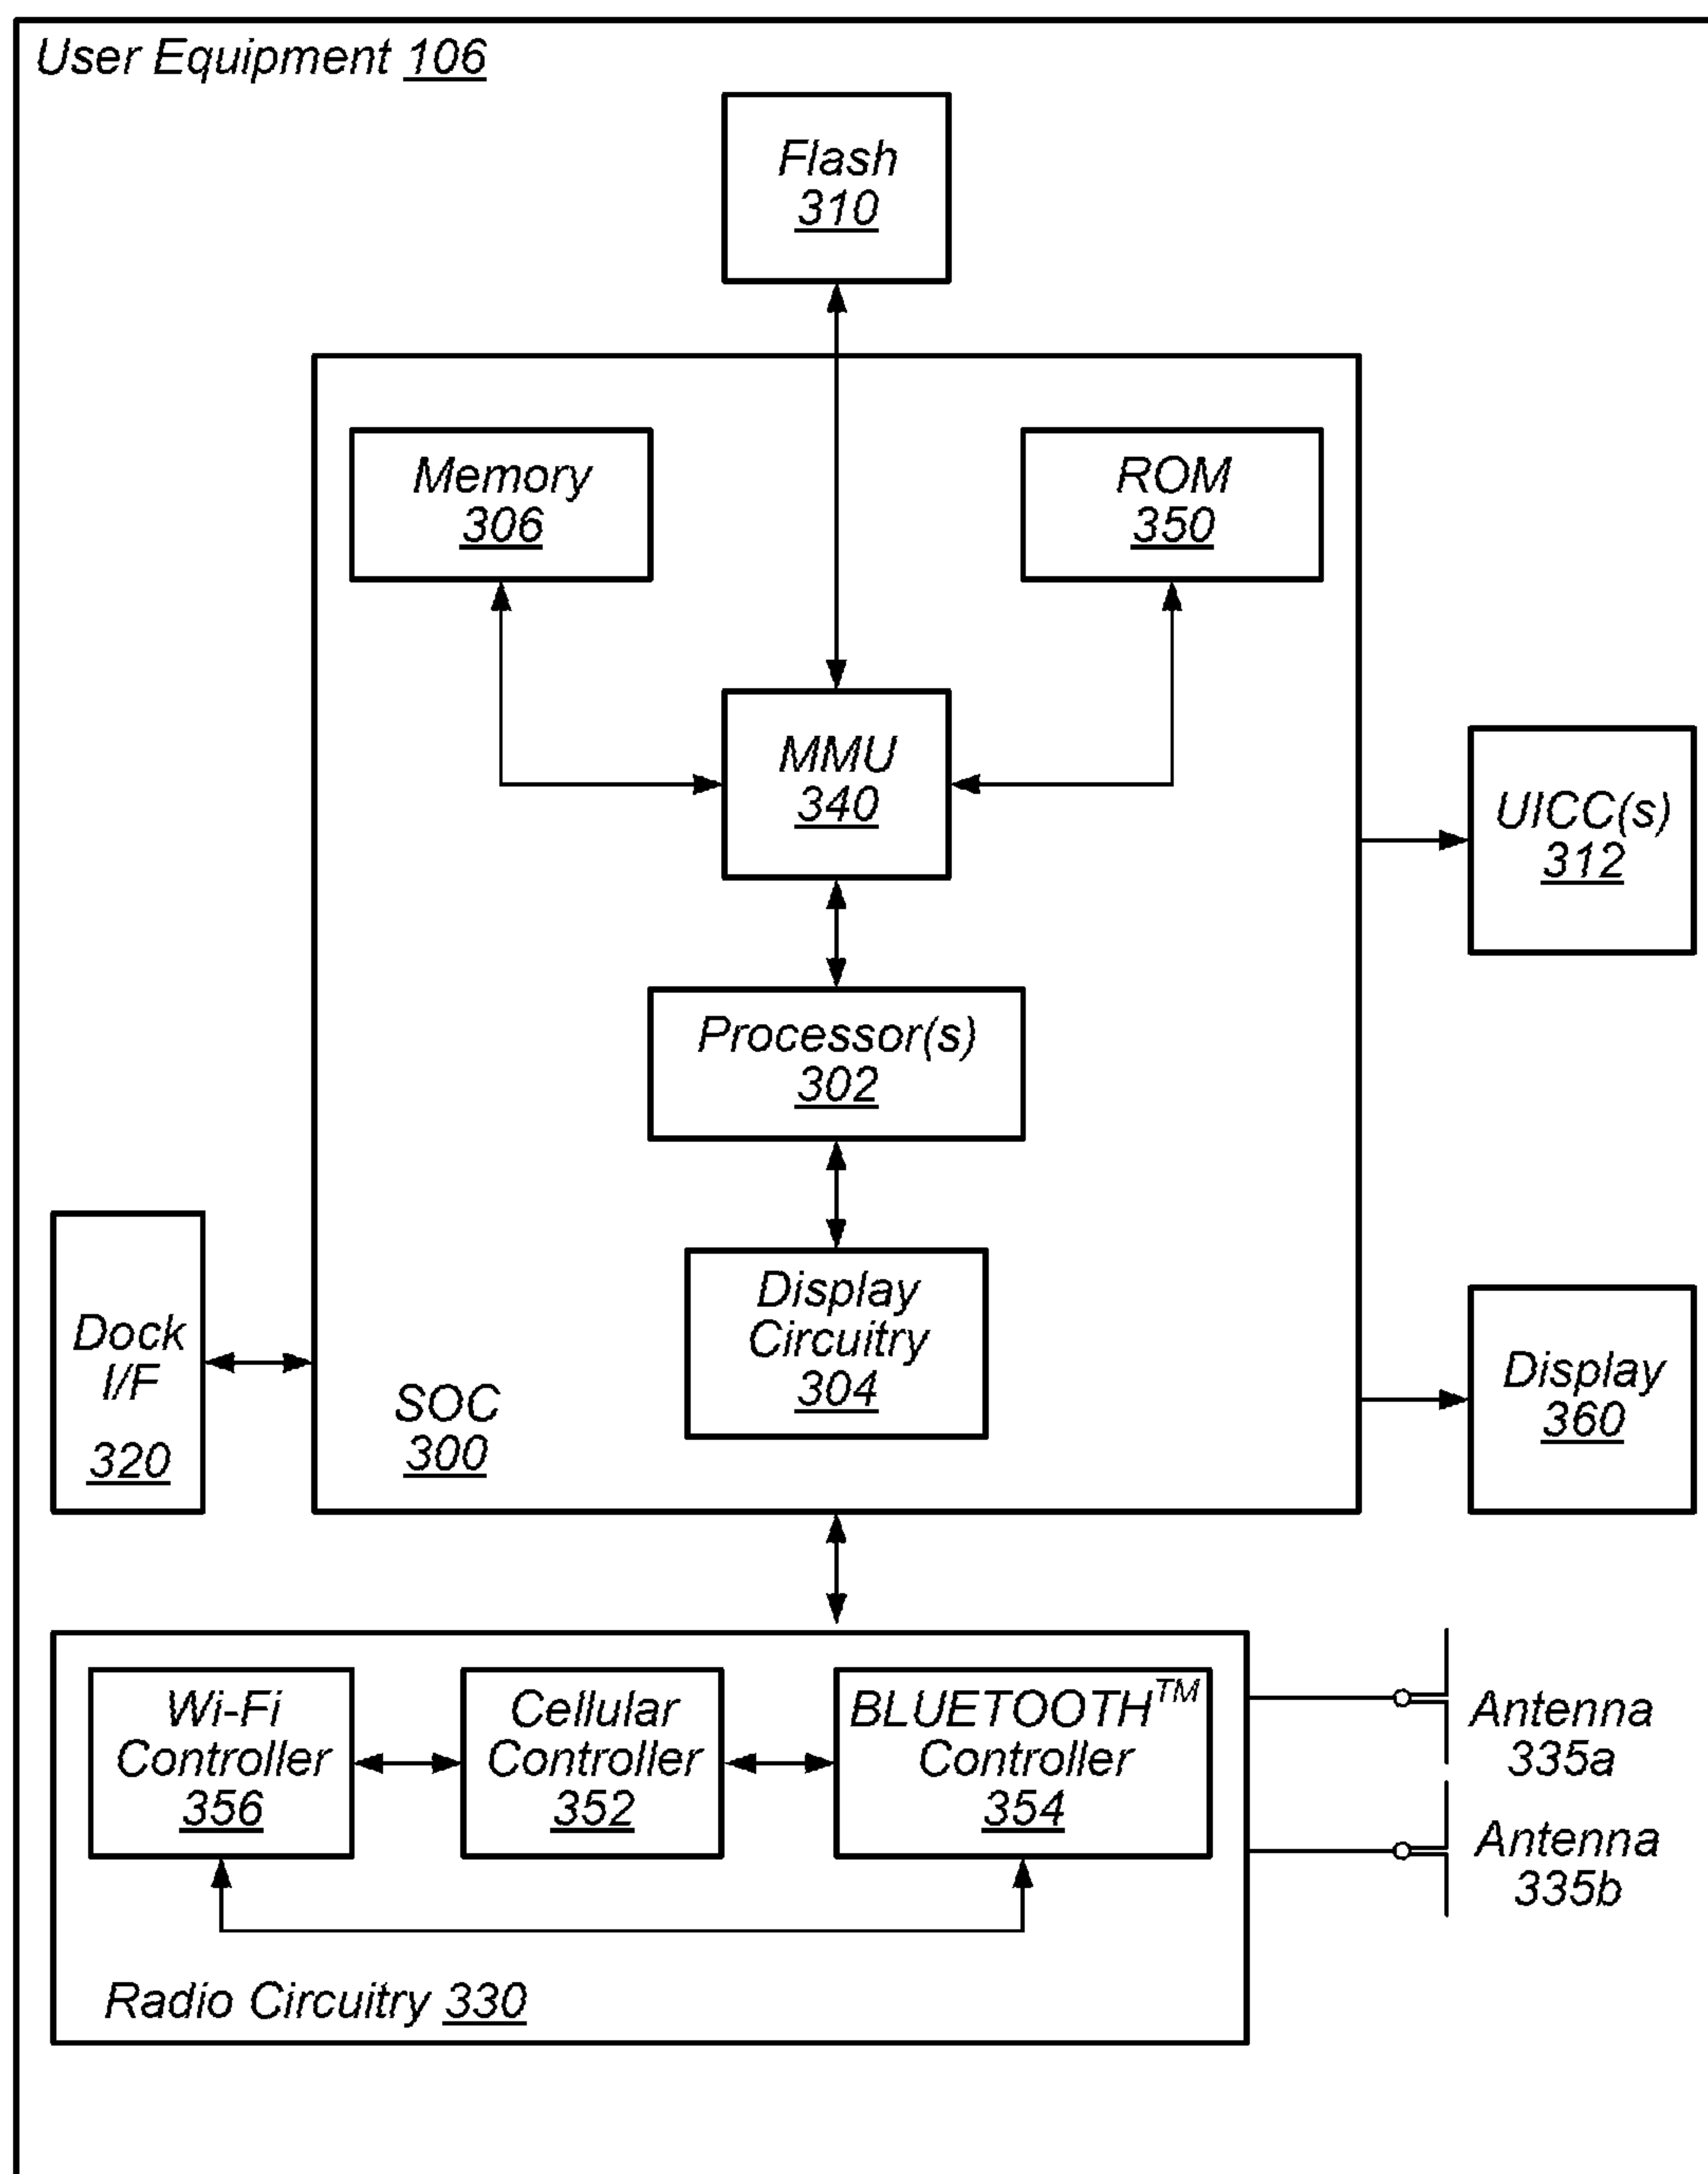 User Equipment 106
Flash
310
Memory
306
ROM
350
MMU
340
UICC(s)
312
Processor(s)
302
Display
Circuitry
304
Dock
I/F
320
SOC
300
Display
360
Wi-Fi
Controller
356
Cellular
Controller
352
BLUETOOTH™
Controller
354
Antenna
335a
Antenna
335b
Radio Circuitry 330